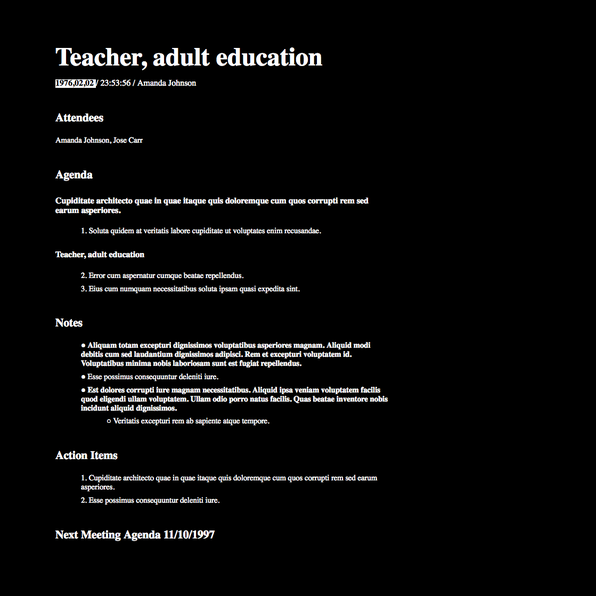 Teacher, adult education
1976,02,02/ 23:53:56 / Amanda Johnson
Attendees
Amanda Johnson, Jose Carr
Agenda
Cupiditate architecto quae in quae itaque quis doloremque cum quos corrupti rem sed
earum asperiores.
1. Soluta quidem at veritatis labore cupiditate ut voluptates enim recusandae.
Teacher, adult education
2. Error cum aspernatur cumque beatae repellendus.
3. Eius cum numquam necessitatibus soluta ipsam quasi expedita sint.
Notes
● Aliquam totam excepturi dignissimos voluptatibus asperiores magnam. Aliquid modi
debitis cum sed laudantium dignissimos adipisci. Rem et excepturi voluptatem id.
Voluptatibus minima nobis laboriosam sunt est fugiat repellendus.
● Esse possimus consequuntur deleniti iure.
● Est dolores corrupti iure magnam necessitatibus. Aliquid ipsa veniam voluptatem facilis
quod eligendi ullam voluptatem. Ullam odio porro natus facilis. Quas beatae inventore nobis
incidunt aliquid dignissimos.
○ Veritatis excepturi rem ab sapiente atque tempore.
Action Items
1. Cupiditate architecto quae in quae itaque quis doloremque cum quos corrupti rem sed earum
asperiores.
2. Esse possimus consequuntur deleniti iure.
Next Meeting Agenda 11/10/1997